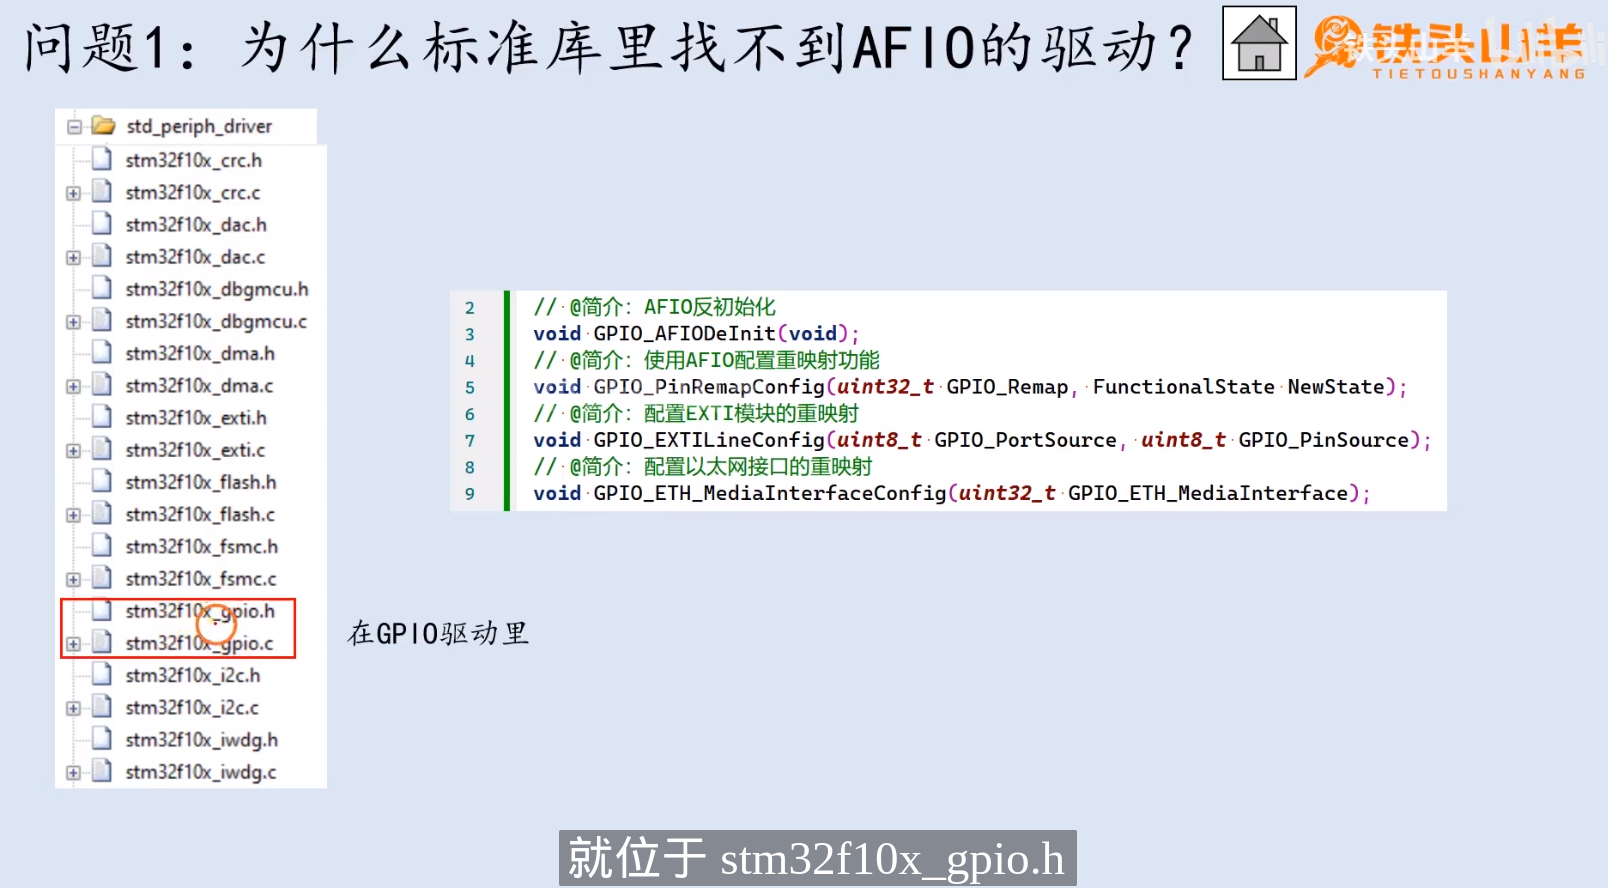 问题1：为什么标准库里找不到AFIO的驱动？
铁头山羊
TIETOUSHANYANG
std_periph_driver
stm32f10x_crc.h
stm32f10x_crc.c
stm32f10x_dac.h
stm32f10x_dac.c
stm32f10x_dbgmcu.h
stm32f10x_dbgmcu.c
stm32f10x_dma.h
stm32f10x_dma.c
stm32f10x_exti.h
stm32f10x_exti.c
stm32f10x_flash.h
stm32f10x_flash.c
stm32f10x_fsmc.h
stm32f10x_fsmc.c
stm32f10x_gpio.h
stm32f10x_gpio.c
stm32f10x_i2c.h
stm32f10x_i2c.c
stm32f10x_iwdg.h
stm32f10x_iwdg.c
2 // @简介：AFIO反初始化
3 void GPIO_AFIODeInit(void);
4 // @简介：使用AFIO配置重映射功能
5 void GPIO_PinRemapConfig(uint32_t GPIO_Remap, FunctionalState NewState);
6 // @简介：配置EXTI模块的重映射
7 void GPIO_EXTILineConfig(uint8_t GPIO_PortSource, uint8_t GPIO_PinSource);
8 // @简介：配置以太网接口的重映射
9 void GPIO_ETH_MediaInterfaceConfig(uint32_t GPIO_ETH_MediaInterface);
在GPIO驱动里
就位于 stm32f10x_gpio.h